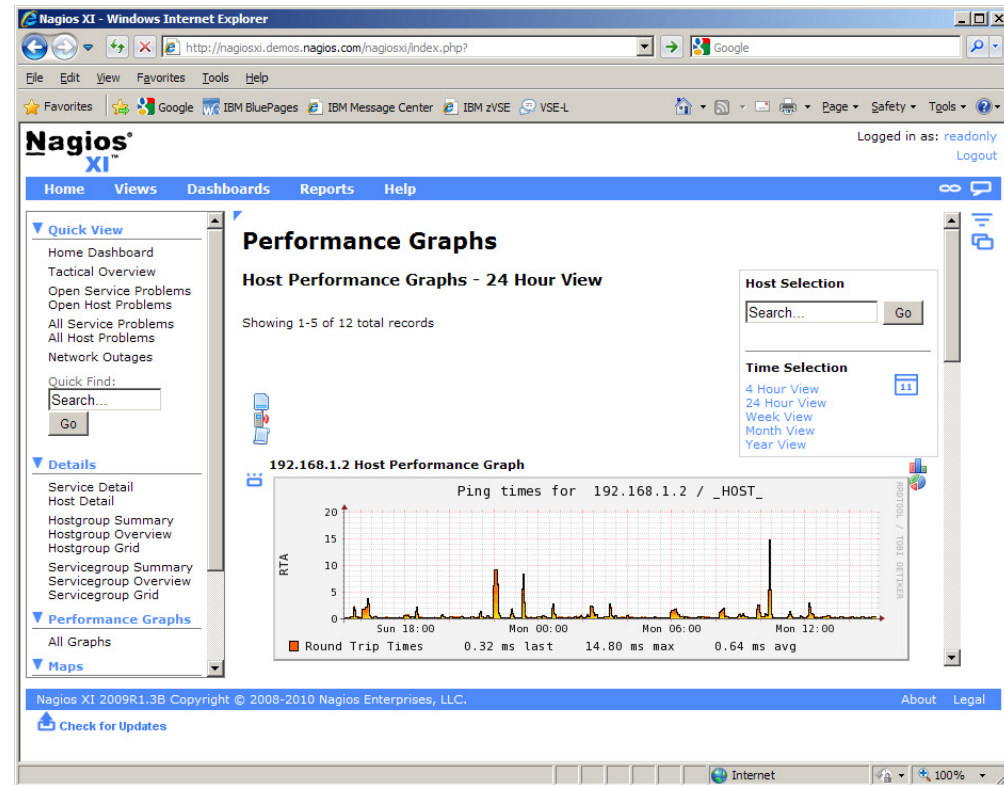 Nagios XI - Windows Internet Explorer
http://nagiosxi.demos.nagios.com/nagiosxi/index.php?
Google
File Edit View Favorites Tools Help
Favorites Google IBM BluePages IBM Message Center IBM zVSE VSE-L Page Safety Tools
Nagios®
XI™
Logged in as: readonly
Logout
Home Views Dashboards Reports Help
Quick View
Home Dashboard
Tactical Overview
Open Service Problems
Open Host Problems
All Service Problems
All Host Problems
Network Outages
Quick Find:
Search...
Go
Details
Service Detail
Host Detail
Hostgroup Summary
Hostgroup Overview
Hostgroup Grid
Servicegroup Summary
Servicegroup Overview
Servicegroup Grid
Performance Graphs
All Graphs
Maps
Performance Graphs
Host Performance Graphs - 24 Hour View
Showing 1-5 of 12 total records
Host Selection
Search... Go
Time Selection
4 Hour View
24 Hour View
Week View
Month View
Year View
11
192.168.1.2 Host Performance Graph
Ping times for 192.168.1.2 / _HOST_
RRDTOOL / TOBI OETIKER
RTA
20
15
10
5
0
Sun 18:00 Mon 00:00 Mon 06:00 Mon 12:00
Round Trip Times 0.32 ms last 14.80 ms max 0.64 ms avg
Nagios XI 2009R1.3B Copyright © 2008-2010 Nagios Enterprises, LLC.
About Legal
Check for Updates
Internet
100%